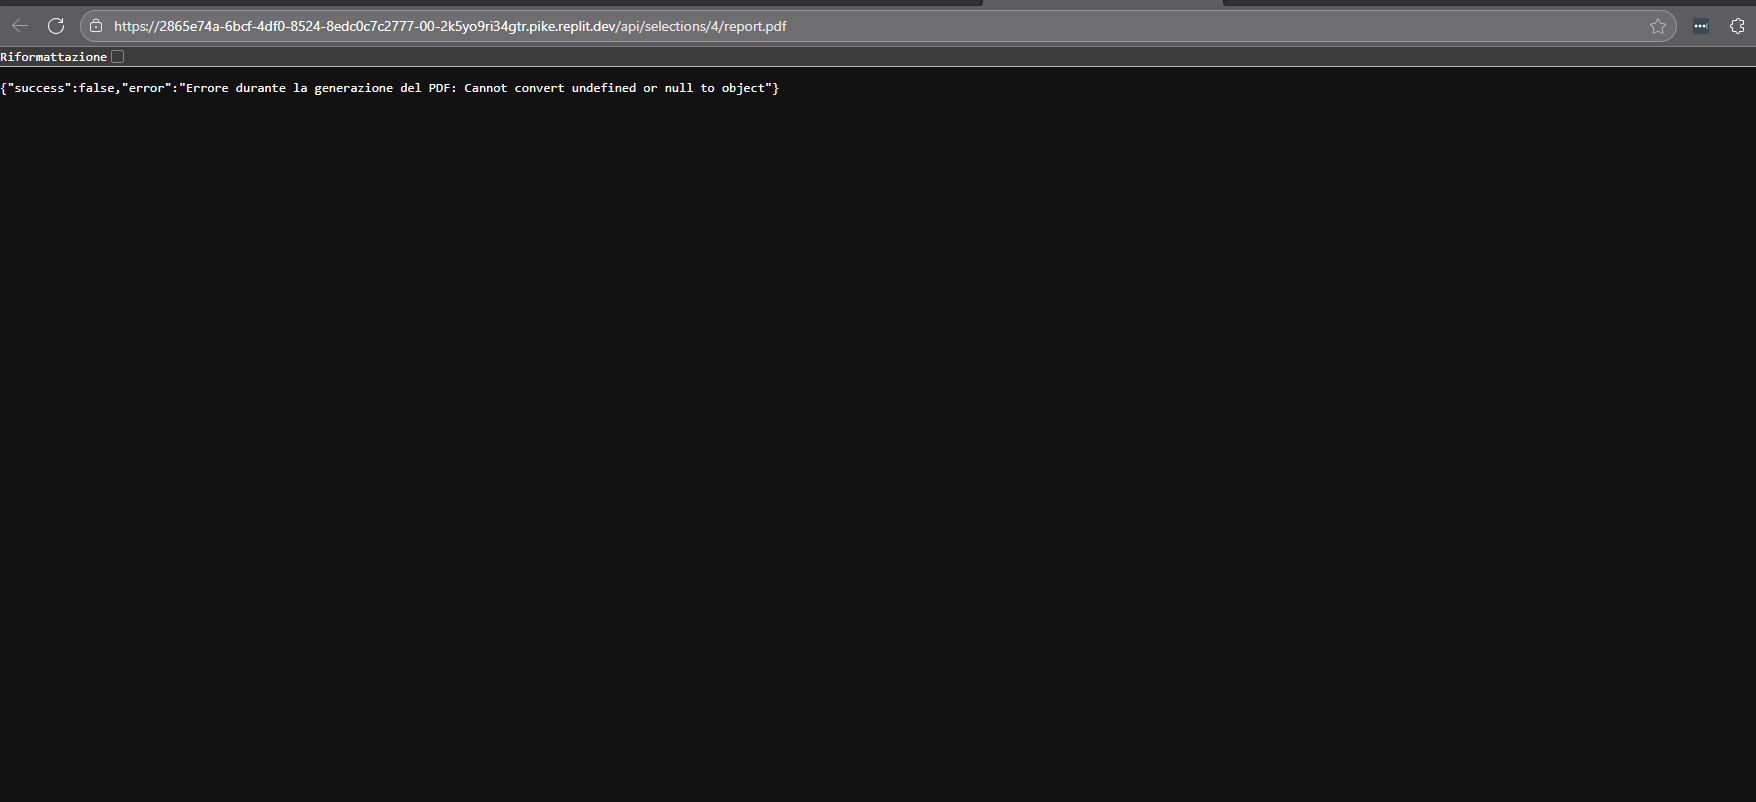 https://2865e74a-6bcf-4df0-8524-8edc0c7c2777-00-2k5yo9ri34gtr.pike.replit.dev/api/selections/4/report.pdf
Riformattazione
{"success":false,"error":"Errore durante la generazione del PDF: Cannot convert undefined or null to object"}